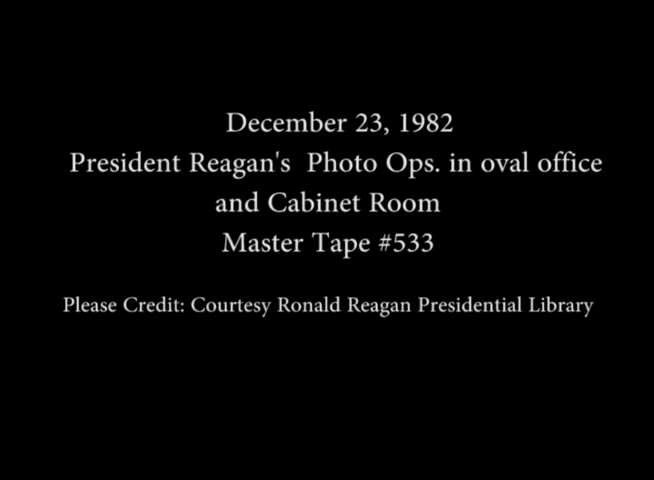 December 23, 1982
President Reagan's  Photo Ops. in oval office
and Cabinet Room
Master Tape #533
Please Credit: Courtesy Ronald Reagan Presidential Library